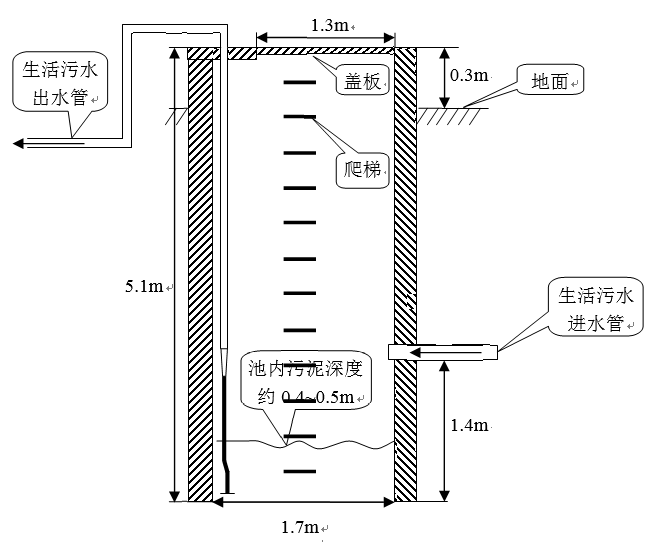 1.3m
生活污水
出水管
盖板
0.3m
地面
爬梯
5.1m
生活污水
进水管
池内污泥深度
约 0.4~0.5m
1.4m
1.7m